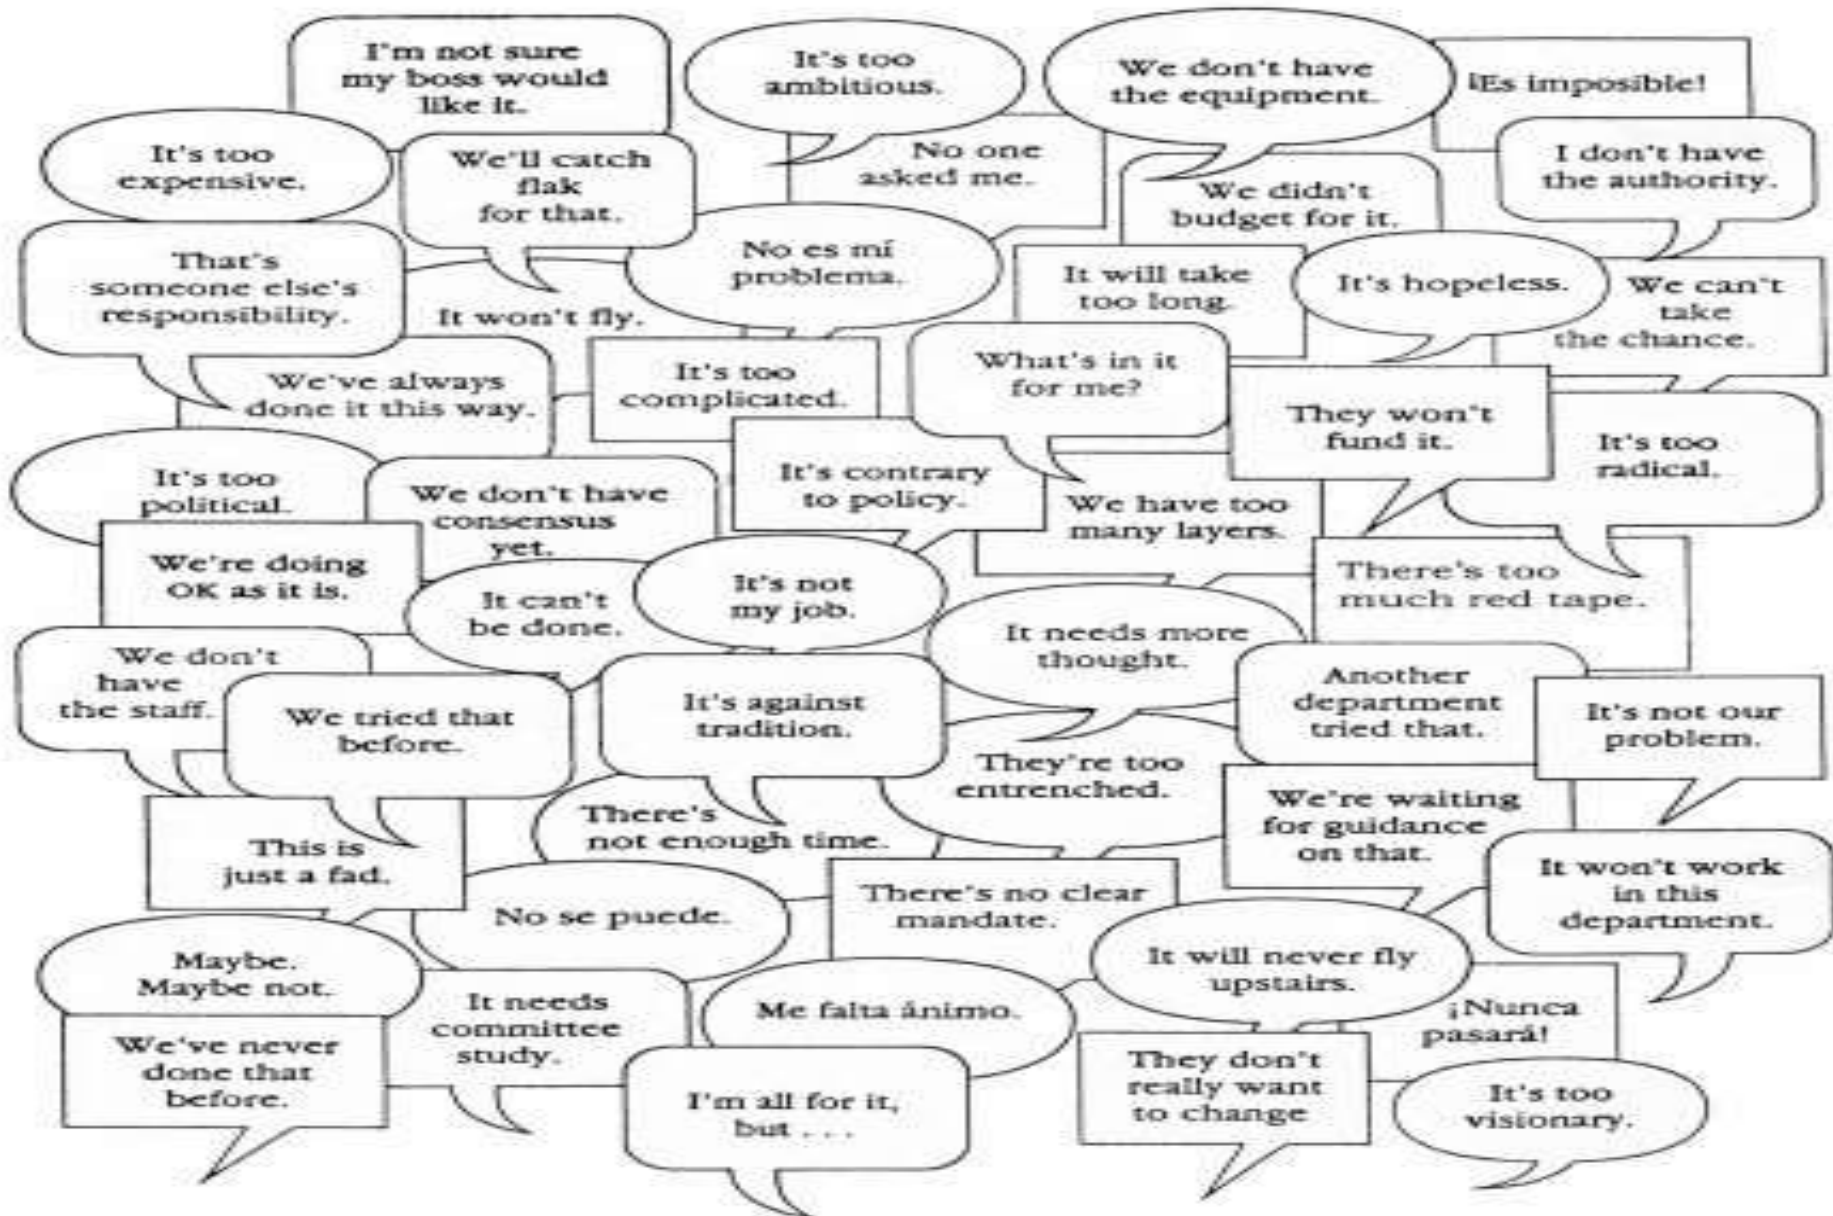 I'm not sure
my boss would
like it.
It's too
ambitious.
We don't have
the equipment.
¡Es imposible!
It's too
expensive.
We'll catch
flak
for that.
No one
asked me.
We didn't
budget for it.
I don't have
the authority.
That's
someone else's
responsibility.
It won't fly.
No es mí
problema.
It will take
too long.
It's hopeless.
We can't
take
the chance.
We've always
done it this way.
It's too
complicated.
What's in it
for me?
They won't
fund it.
It's too
radical.
It's too
political.
We don't have
consensus
yet.
It's contrary
to policy.
We have too
many layers.
We're doing
OK as it is.
It can't
be done.
It's not
my job.
It needs more
thought.
There's too
much red tape.
We don't
have
the staff.
We tried that
before.
It's against
tradition.
They're too
entrenched.
Another
department
tried that.
It's not our
problem.
This is
just a fad.
There's
not enough time.
We're waiting
for guidance
on that.
It won't work
in this
department.
No se puede.
There's no clear
mandate.
Maybe.
Maybe not.
It needs
committee
study.
Me falta ánimo.
It will never fly
upstairs.
¡Nunca
pasará!
We've never
done that
before.
I'm all for it,
but . . .
They don't
really want
to change
It's too
visionary.